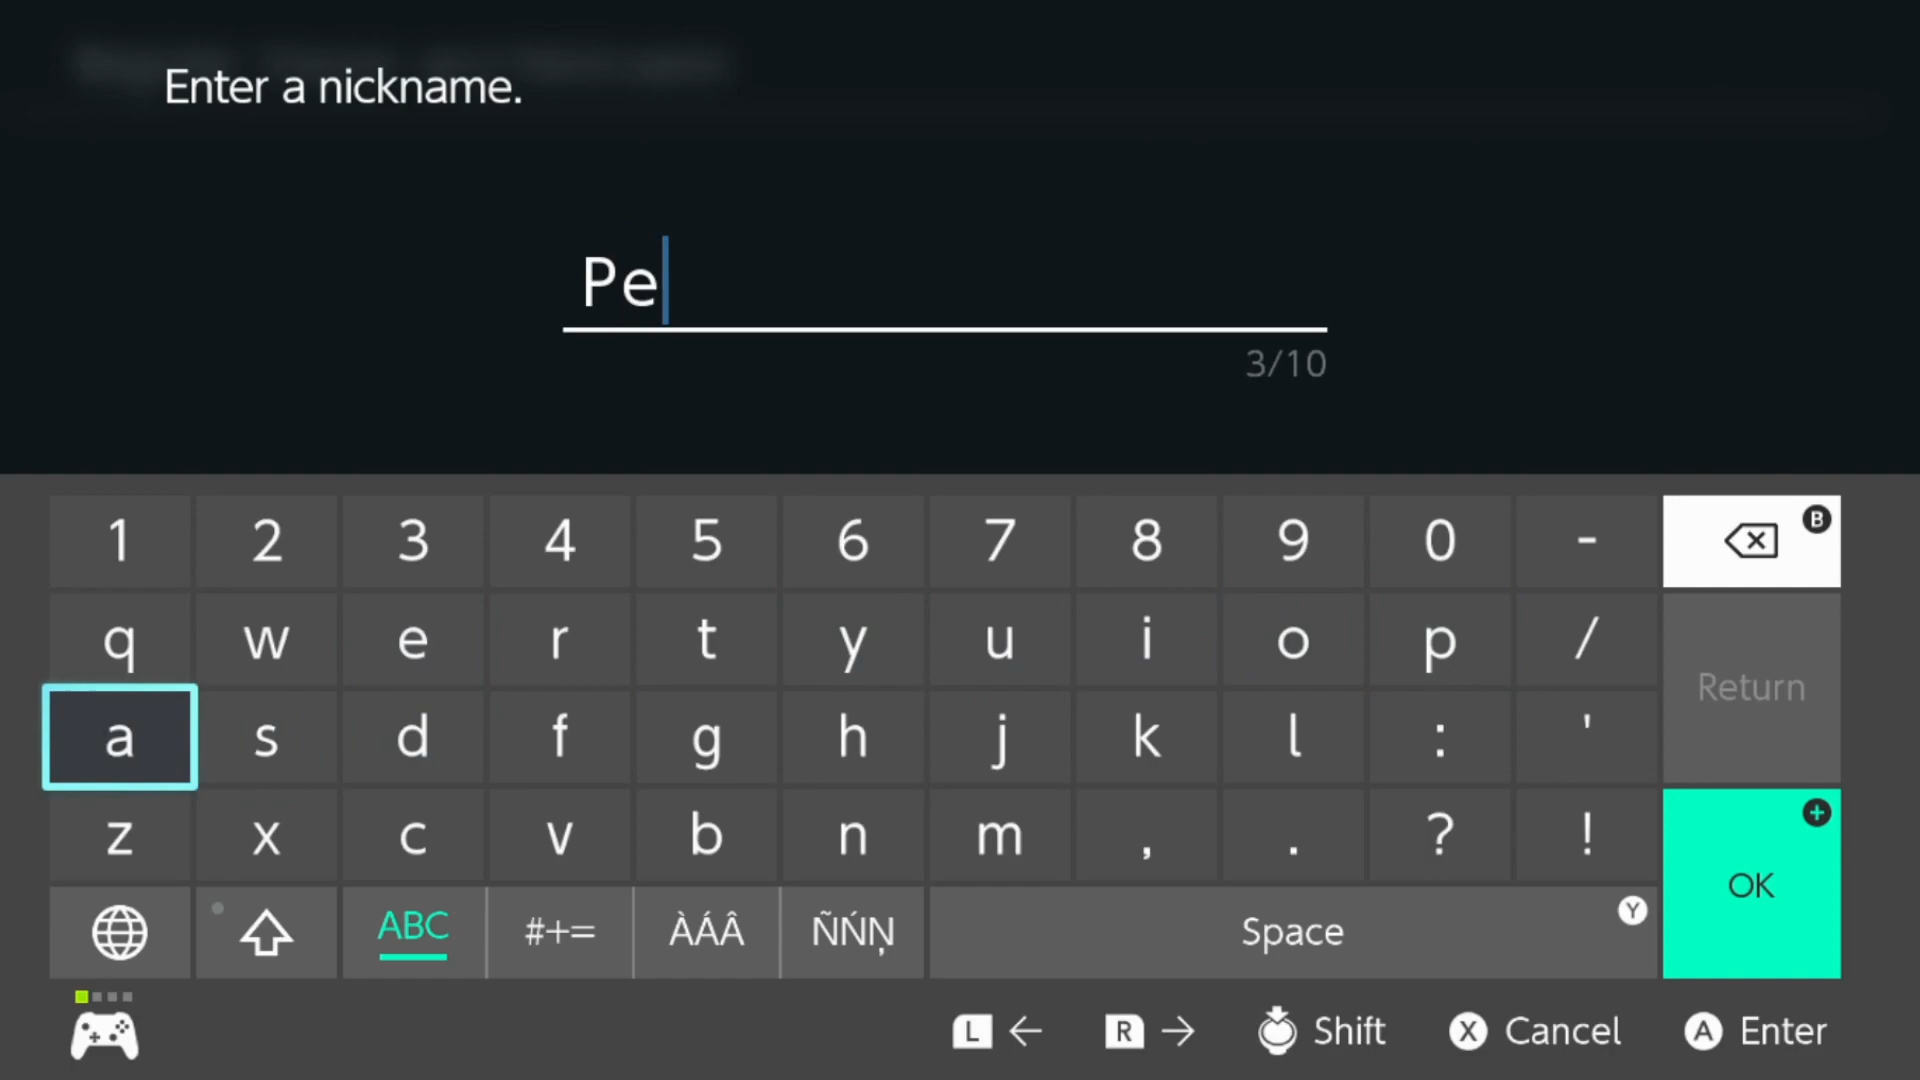 Enter a nickname.
Pe
3/10
1 2 3 4 5 6 7 8 9 0 - B
q w e r t y u i o p /
Return
a s d f g h j k l : '
z x c v b n m , . ? ! +
OK
ABC #+= ÀÁÂ ÑŃŅ Space Y
L ← R → Shift X Cancel A Enter